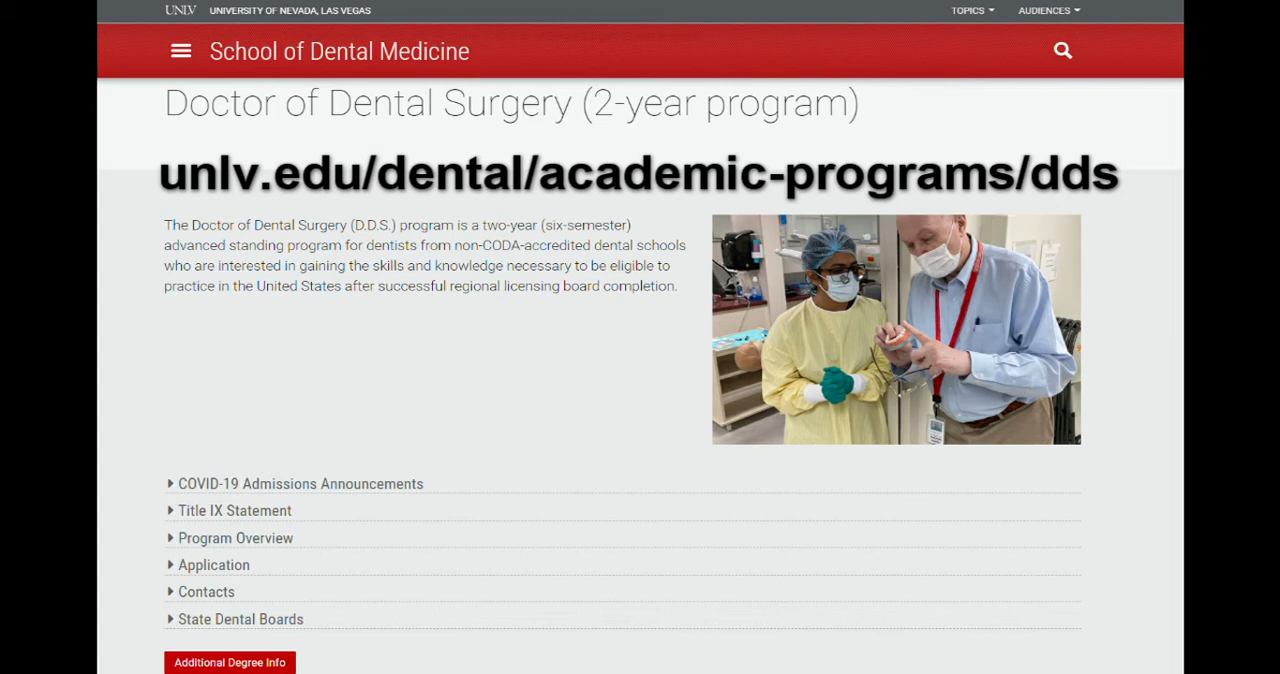 UNLV UNIVERSITY OF NEVADA, LAS VEGAS TOPICS AUDIENCES
School of Dental Medicine
Doctor of Dental Surgery (2-year program)
unlv.edu/dental/academic-programs/dds
The Doctor of Dental Surgery (D.D.S.) program is a two-year (six-semester)
advanced standing program for dentists from non-CODA-accredited dental schools
who are interested in gaining the skills and knowledge necessary to be eligible to
practice in the United States after successful regional licensing board completion.
COVID-19 Admissions Announcements
Title IX Statement
Program Overview
Application
Contacts
State Dental Boards
Additional Degree Info